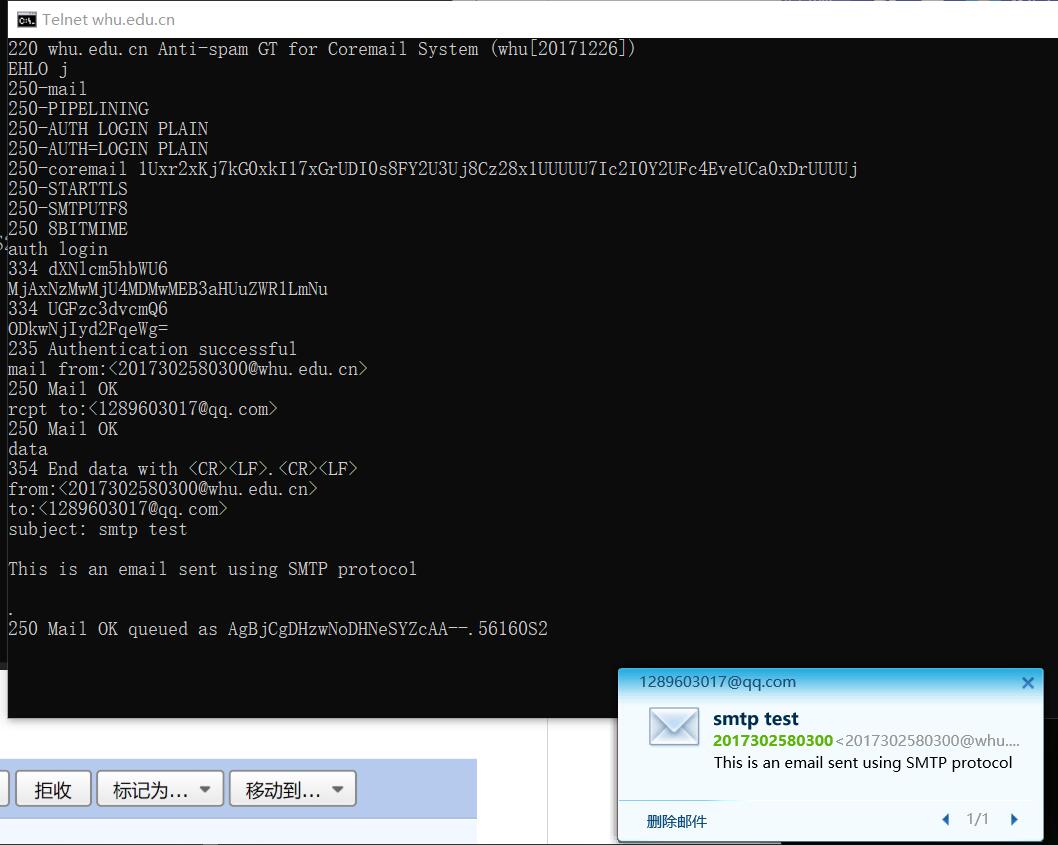 Telnet whu.edu.cn
220 whu.edu.cn Anti-spam GT for Coremail System (whu[20171226])
EHLO j
250-mail
250-PIPELINING
250-AUTH LOGIN PLAIN
250-AUTH=LOGIN PLAIN
250-coremail 1Uxr2xKj7kG0xkI17xGrUDI0s8FY2U3Uj8Cz28x1UUUUU7Ic2I0Y2UFc4EveUCa0xDrUUUUj
250-STARTTLS
250-SMTPUTF8
250 8BITMIME
auth login
334 dXNlcm5hbWU6
MjAxNzMwMjU4MDMwMEB3aHUuZWR1LmNu
334 UGFzc3dvcmQ6
ODkwNjIyd2FqeWg=
235 Authentication successful
mail from:<2017302580300@whu.edu.cn>
250 Mail OK
rcpt to:<1289603017@qq.com>
250 Mail OK
data
354 End data with <CR><LF>.<CR><LF>
from:<2017302580300@whu.edu.cn>
to:<1289603017@qq.com>
subject: smtp test
This is an email sent using SMTP protocol
.
250 Mail OK queued as AgBjCgDHzwNoDHNeSYZcAA--.56160S2
1289603017@qq.com
smtp test
2017302580300<2017302580300@whu....
This is an email sent using SMTP protocol
删除邮件 1/1
拒收 标记为... 移动到...